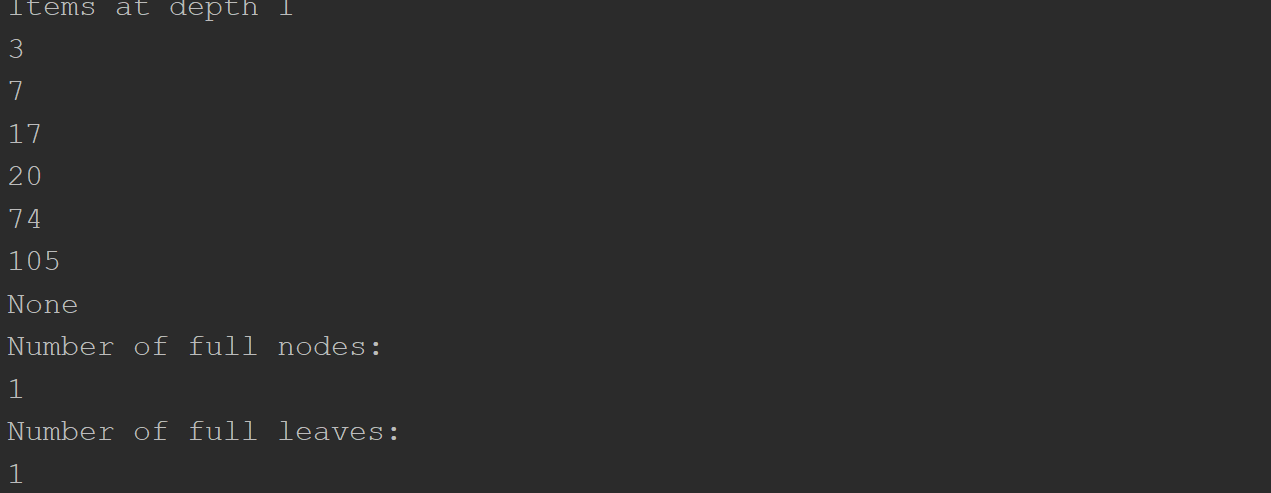 Items at depth 1
3
7
17
20
74
105
None
Number of full nodes:
1
Number of full leaves:
1